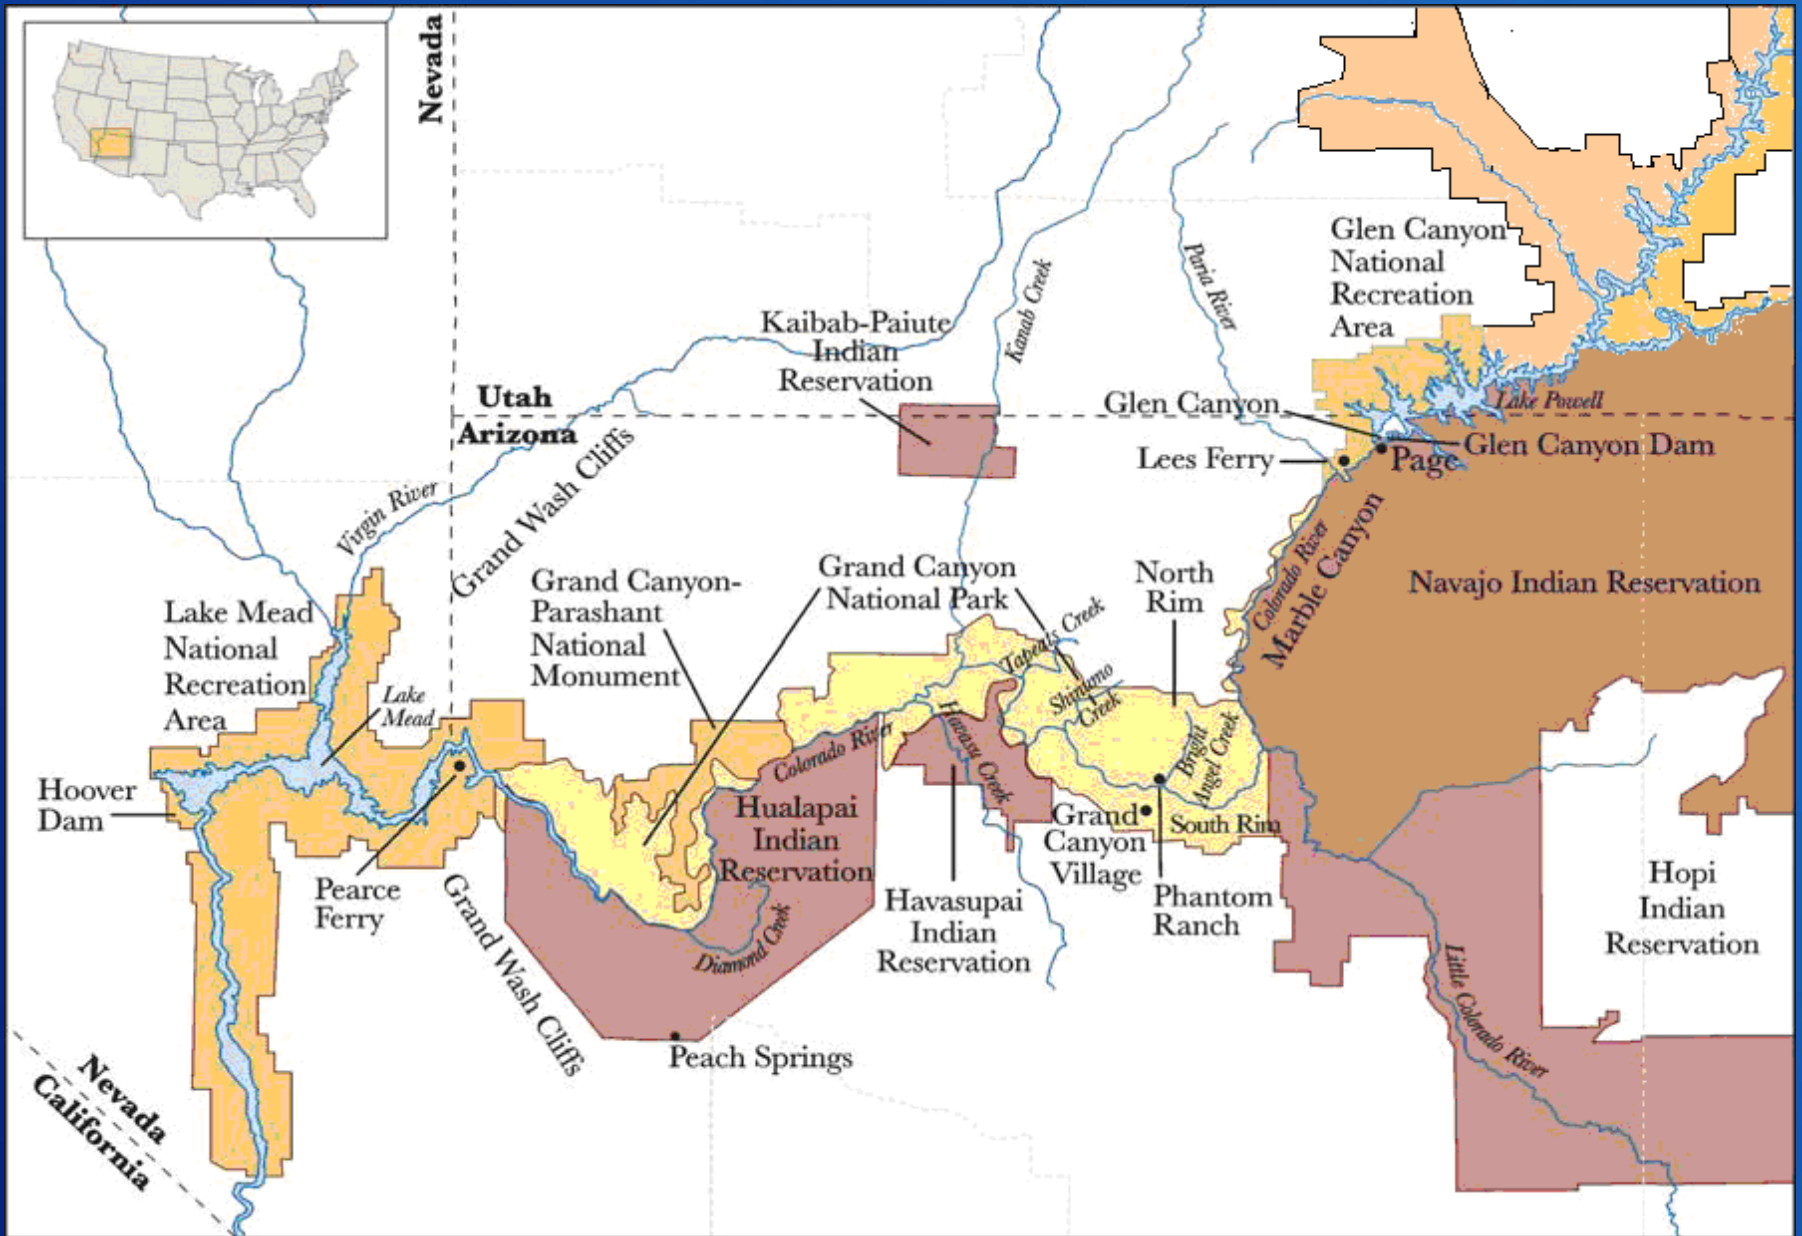 Nevada
Glen Canyon
National
Recreation
Area
Paria River
Kanab Creek
Kaibab-Paiute
Indian
Reservation
Utah
Arizona
Glen Canyon
Lake Powell
Glen Canyon Dam
Lees Ferry
Page
Virgin River
Grand Wash Cliffs
Grand Canyon-
Parashant
National
Monument
Grand Canyon
National Park
North
Rim
Colorado River
Marble Canyon
Navajo Indian Reservation
Lake Mead
National
Recreation
Area
Lake
Mead
Tapeats Creek
Shinumo
Creek
Colorado River
Havasu Creek
Bright
Angel Creek
Hoover
Dam
Hualapai
Indian
Reservation
Grand
Canyon
Village
South Rim
Pearce
Ferry
Grand Wash Cliffs
Diamond Creek
Havasupai
Indian
Reservation
Phantom
Ranch
Hopi
Indian
Reservation
Little Colorado River
Peach Springs
Nevada
California